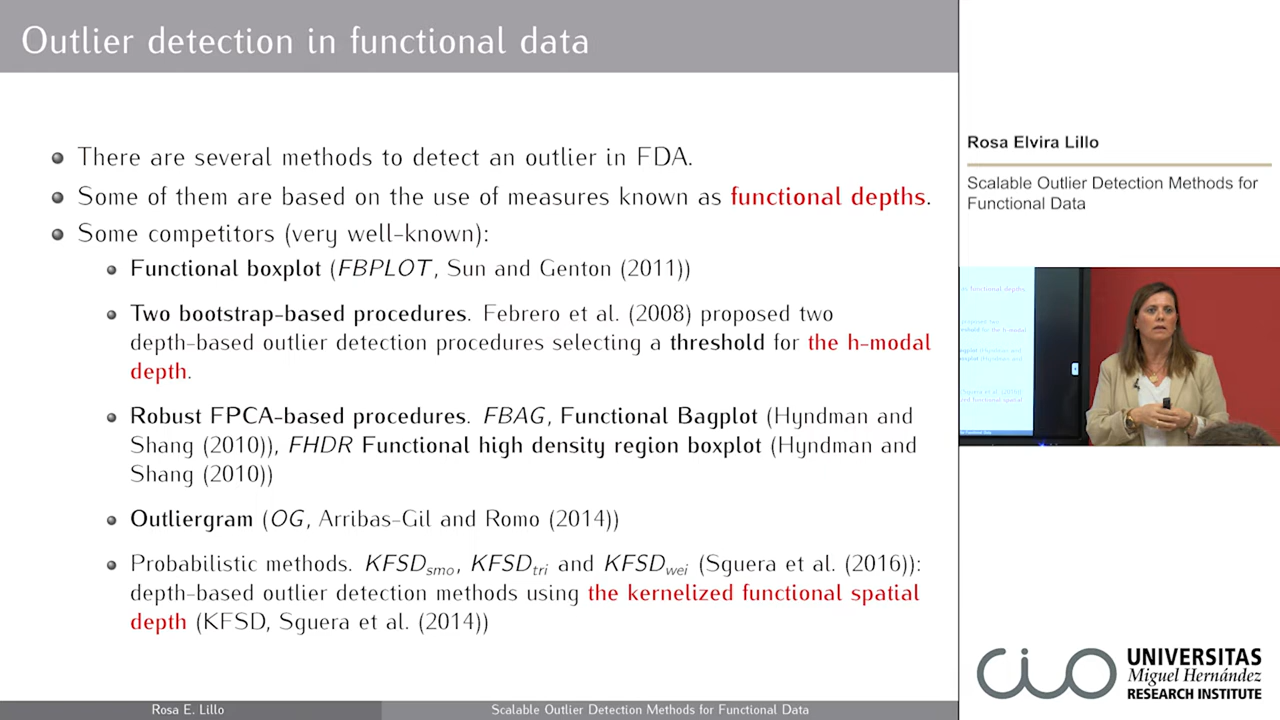 Outlier detection in functional data
There are several methods to detect an outlier in FDA.
Some of them are based on the use of measures known as functional depths.
Some competitors (very well-known):
Functional boxplot (FBPLOT, Sun and Genton (2011))
Two bootstrap-based procedures. Febrero et al. (2008) proposed two
depth-based outlier detection procedures selecting a threshold for the h-modal
depth.
Robust FPCA-based procedures. FBAG, Functional Bagplot (Hyndman and
Shang (2010)), FHDR Functional high density region boxplot (Hyndman and
Shang (2010))
Outliergram (OG, Arribas-Gil and Romo (2014))
Probabilistic methods. KFSDsmo, KFSDtri and KFSDwei (Sguera et al. (2016)):
depth-based outlier detection methods using the kernelized functional spatial
depth (KFSD, Sguera et al. (2014))
Rosa E. Lillo
Scalable Outlier Detection Methods for Functional Data
Rosa Elvira Lillo
Scalable Outlier Detection Methods for
Functional Data
cio
UNIVERSITAS
Miguel Hernández
RESEARCH INSTITUTE